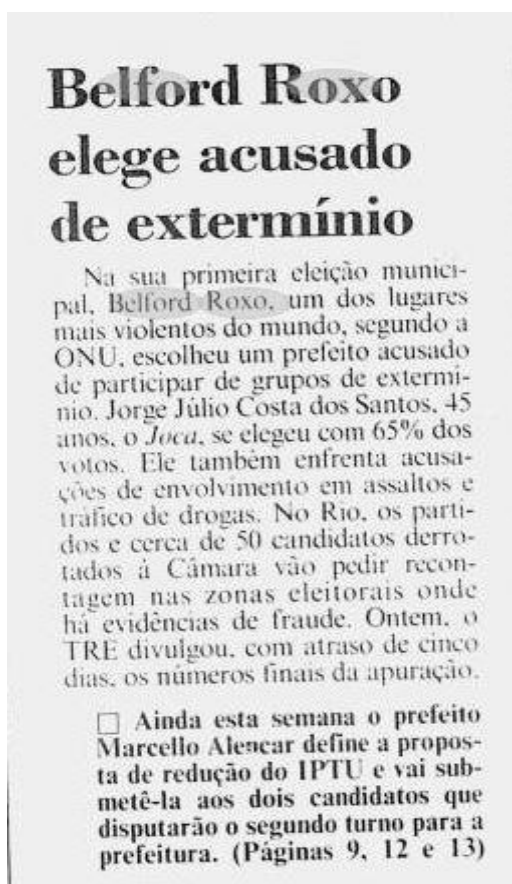 Belford Roxo
elege acusado
de extermínio
Na sua primeira eleição munici-
pal, Belford Roxo, um dos lugares
mais violentos do mundo, segundo a
ONU, escolheu um prefeito acusado
de participar de grupos de extermí-
nio. Jorge Júlio Costa dos Santos, 45
anos, o Joca, se elegeu com 65% dos
votos. Ele também enfrenta acusa-
ções de envolvimento em assaltos e
tráfico de drogas. No Rio, os parti-
dos e cerca de 50 candidatos derro-
tados à Câmara vão pedir recon-
tagem nas zonas eleitorais onde
há evidências de fraude. Ontem, o
TRE divulgou, com atraso de cinco
dias, os números finais da apuração.
□ Ainda esta semana o prefeito
Marcello Alencar define a propos-
ta de redução do IPTU e vai sub-
metê-la aos dois candidatos que
disputarão o segundo turno para a
prefeitura. (Páginas 9, 12 e 13)